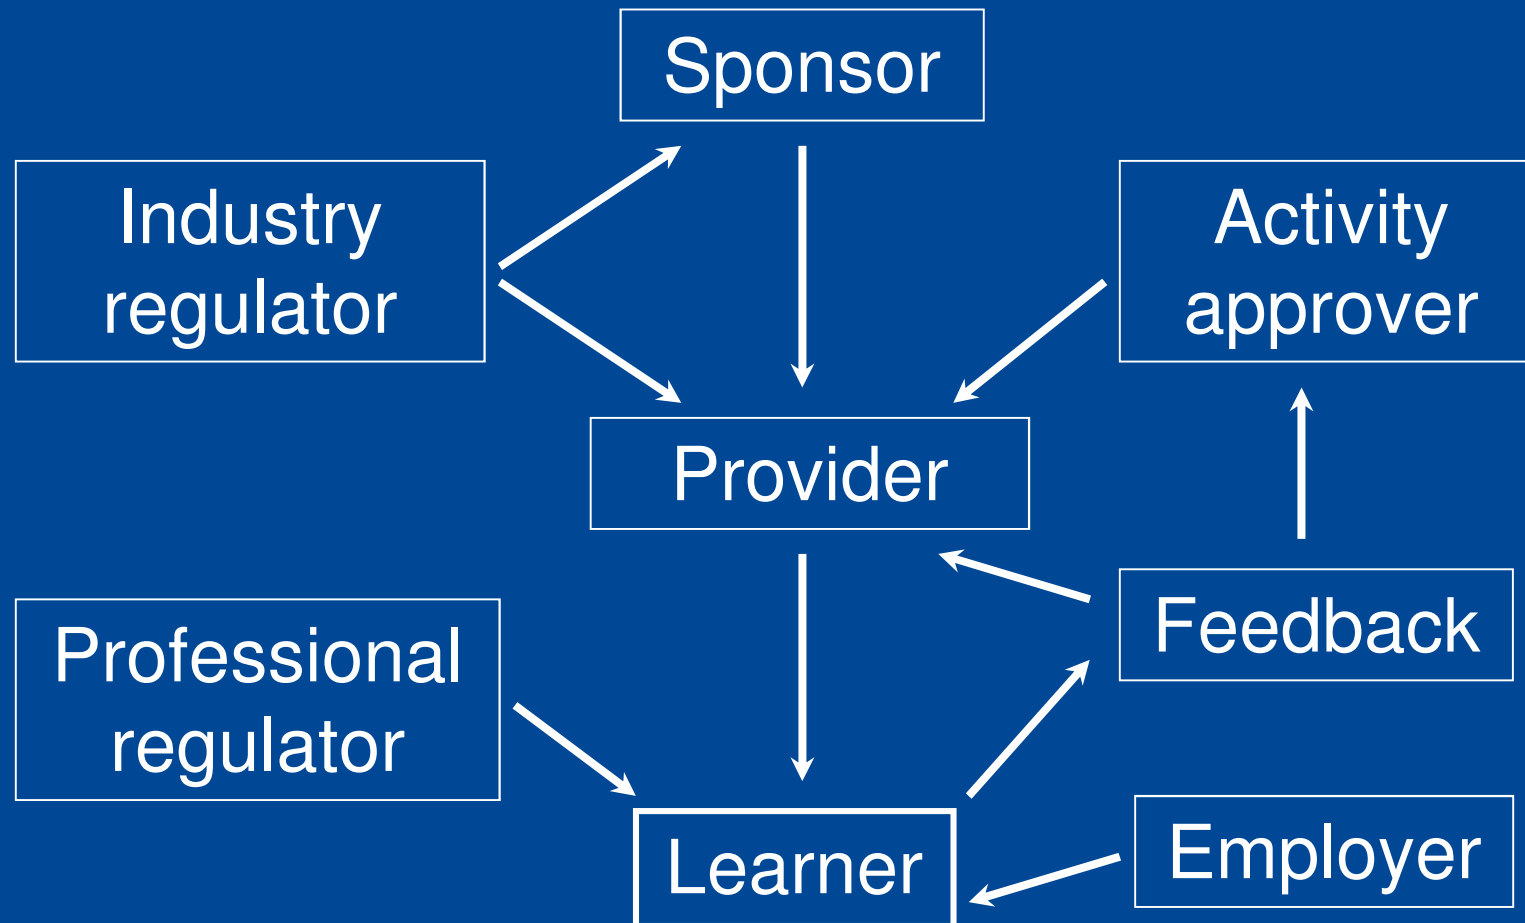 Sponsor
Industry
regulator
Activity
approver
Provider
Feedback
Professional
regulator
Employer
Learner